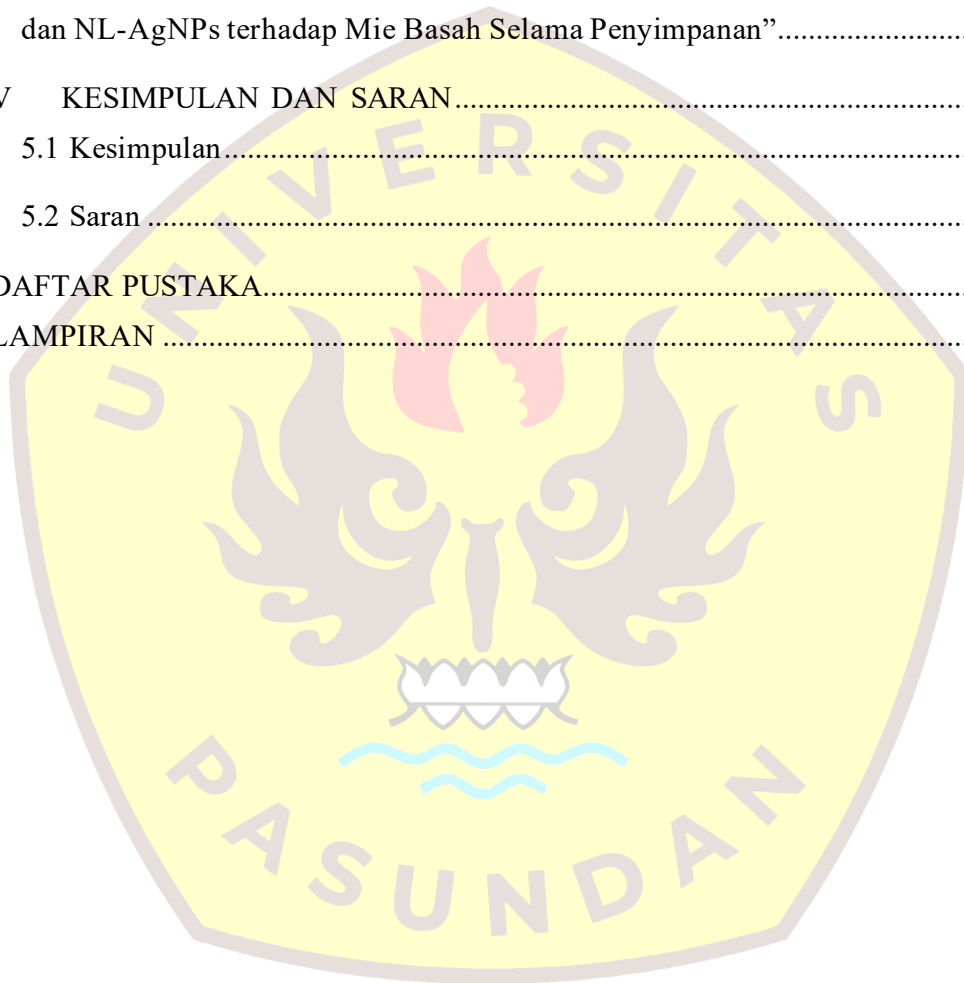 dan NL-AgNPs terhadap Mie Basah Selama Penyimpanan”............................
V KESIMPULAN DAN SARAN............................................................................
5.1 Kesimpulan...................................................................................................................
5.2 Saran ..............................................................................................................................
DAFTAR PUSTAKA.........................................................................................................
LAMPIRAN .......................................................................................................................
UNIVERSITAS
PASUNDAN